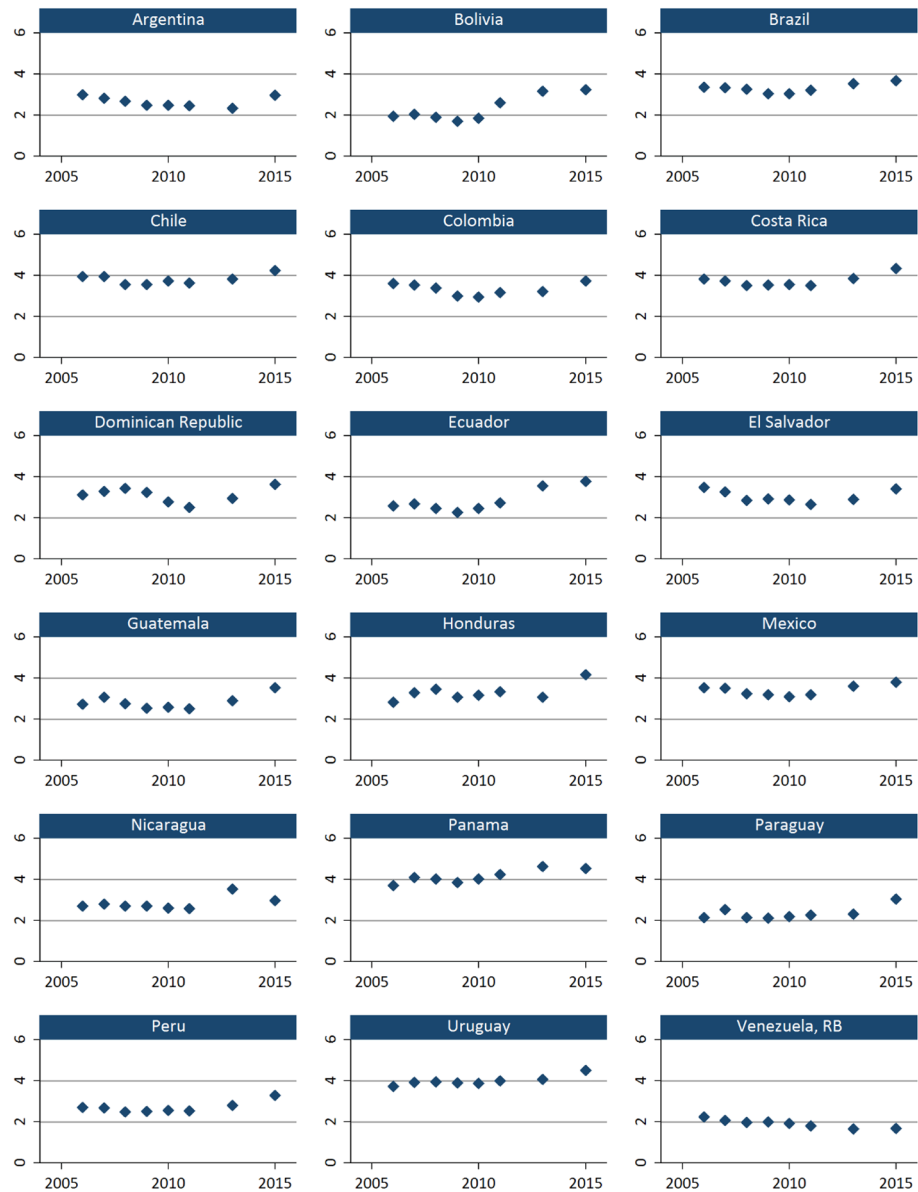 Argentina
Bolivia
Brazil
0 2 4 6
0 2 4 6
0 2 4 6
2005 2010 2015
2005 2010 2015
2005 2010 2015
Chile
Colombia
Costa Rica
0 2 4 6
0 2 4 6
0 2 4 6
2005 2010 2015
2005 2010 2015
2005 2010 2015
Dominican Republic
Ecuador
El Salvador
0 2 4 6
0 2 4 6
0 2 4 6
2005 2010 2015
2005 2010 2015
2005 2010 2015
Guatemala
Honduras
Mexico
0 2 4 6
0 2 4 6
0 2 4 6
2005 2010 2015
2005 2010 2015
2005 2010 2015
Nicaragua
Panama
Paraguay
0 2 4 6
0 2 4 6
0 2 4 6
2005 2010 2015
2005 2010 2015
2005 2010 2015
Peru
Uruguay
Venezuela, RB
0 2 4 6
0 2 4 6
0 2 4 6
2005 2010 2015
2005 2010 2015
2005 2010 2015